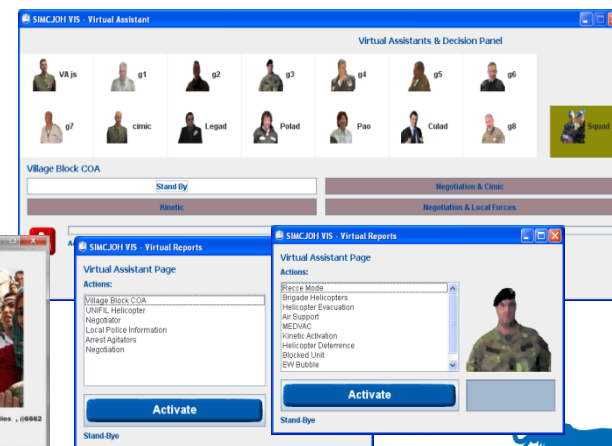 SIMCJOH VIS - Virtual Assistant
Virtual Assistants & Decision Panel
VA js
g1
g2
g3
g4
g5
g6
g7
cimic
Legad
Polad
Pao
Culad
g8
Squad
Village Block COA
Stand By
Negotiation & Cimic
Kinetic
Negotiation & Local Forces
SIMCJOH VIS - Virtual Reports
Virtual Assistant Page
Actions:
Village Block COA
UNIFIL Helicopter
Negotiator
Local Police Information
Arrest Agitators
Negotiation
Activate
Stand-Bye
SIMCJOH VIS - Virtual Reports
Virtual Assistant Page
Actions:
Recce Mode
Brigade Helicopters
Helicopter Evacuation
Air Support
MEDVAC
Kinetic Activation
Helicopter Deterrence
Blocked Unit
EW Bubble
Activate
Stand-Bye